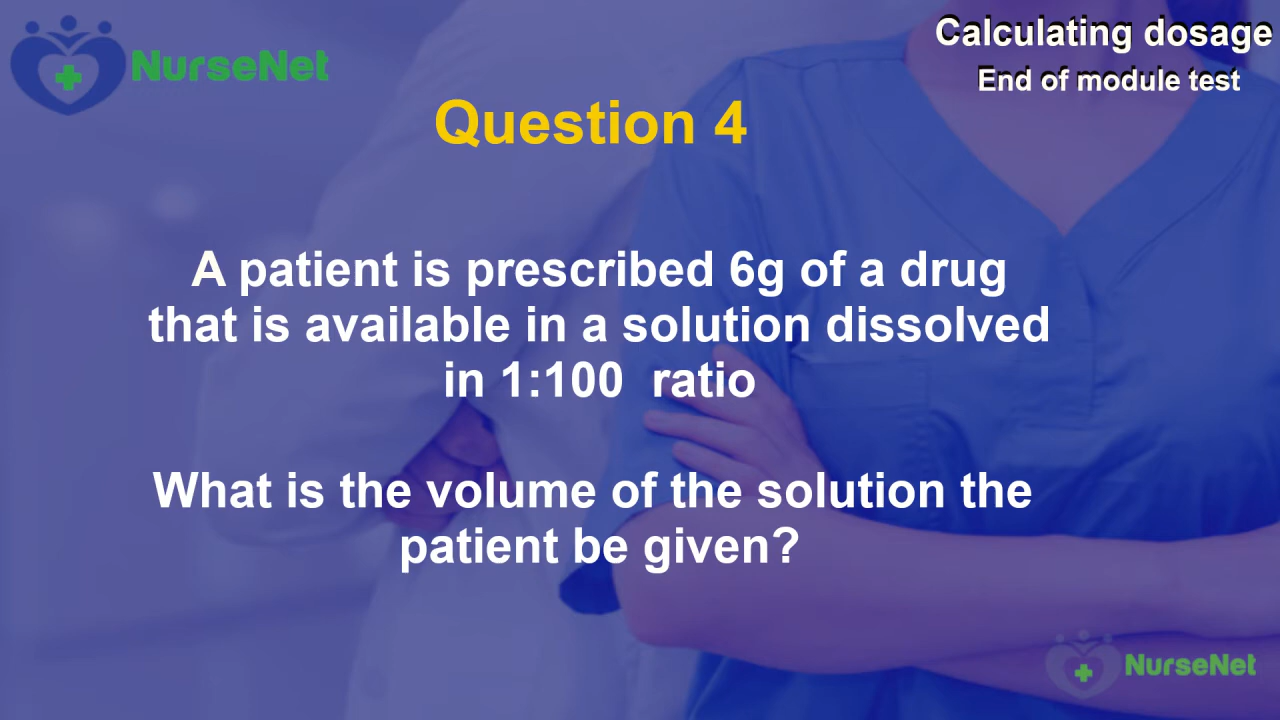 NurseNet
Calculating dosage
End of module test
Question 4
A patient is prescribed 6g of a drug
that is available in a solution dissolved
in 1:100 ratio
What is the volume of the solution the
patient be given?
NurseNet